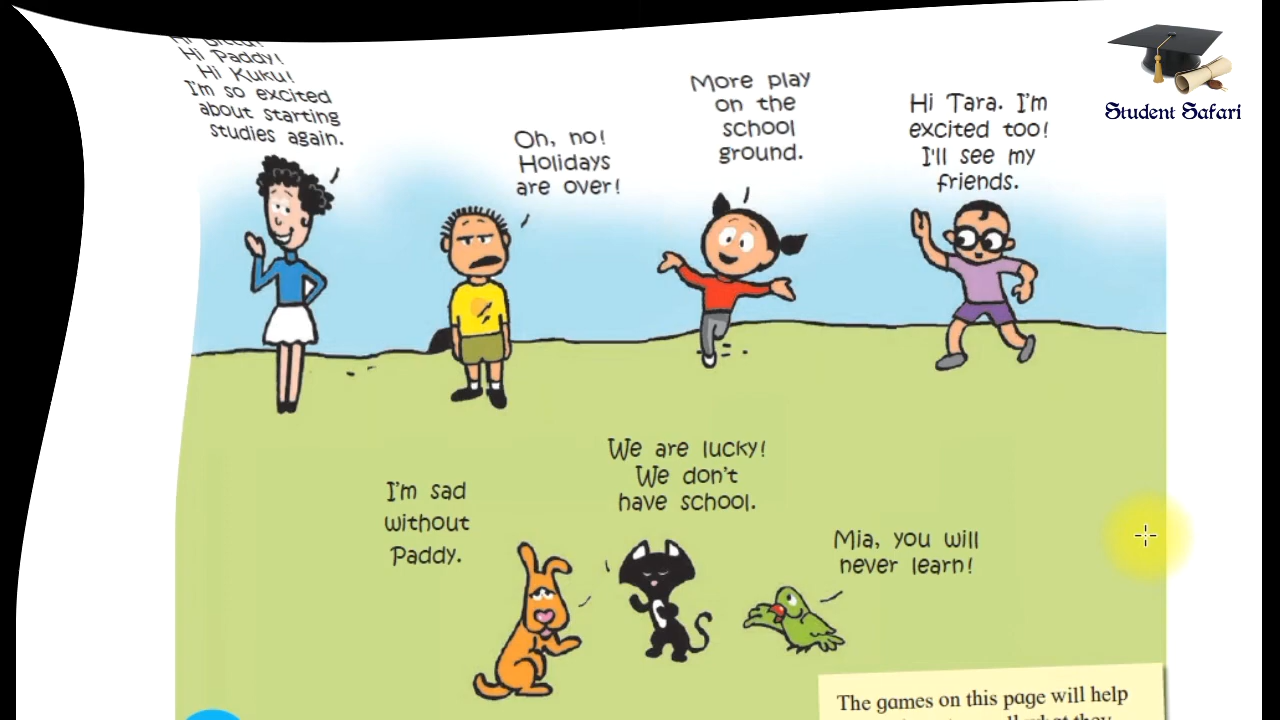 Hi Paddy!
Hi Kuku!
I'm so excited
about starting
studies again.
Oh, no!
Holidays
are over!
More play
on the
school
ground.
Hi Tara. I'm
excited too!
I'll see my
friends.
Student Safari
I'm sad
without
Paddy.
We are lucky!
We don't
have school.
Mia, you will
never learn!
The games on this page will help